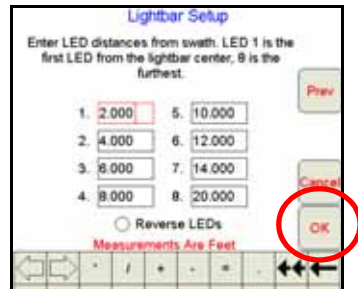 Lightbar Setup
Enter LED distances from swath. LED 1 is the
first LED from the lightbar center, 8 is the
furthest.
Prev
1. 2.000 5. 10.000
2. 4.000 6. 12.000
3. 6.000 7. 14.000
4. 8.000 8. 20.000
Cancel
Reverse LEDs
OK
Measurements Are Feet